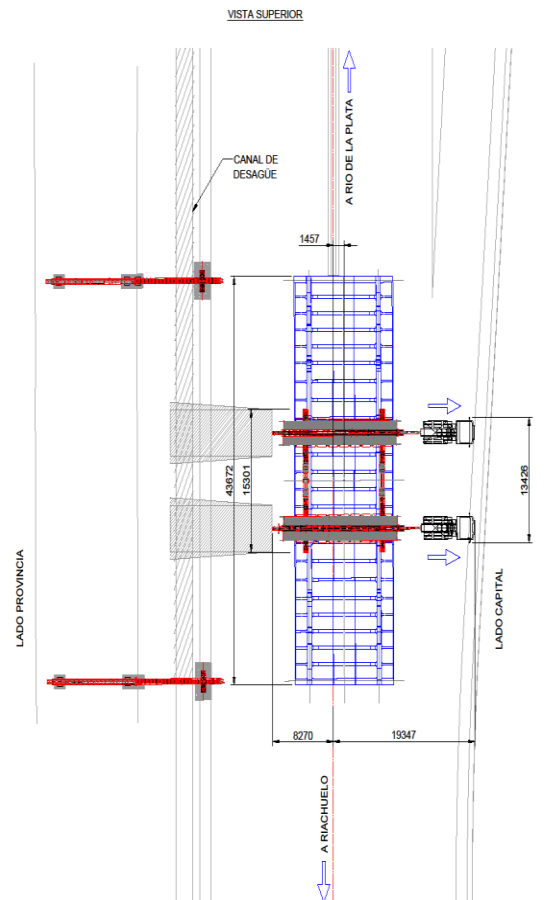 VISTA SUPERIOR
A RIO DE LA PLATA
CANAL DE
DESAGÜE
1457
43672
15301
13426
LADO PROVINCIA
LADO CAPITAL
8270
19347
A RIACHUELO